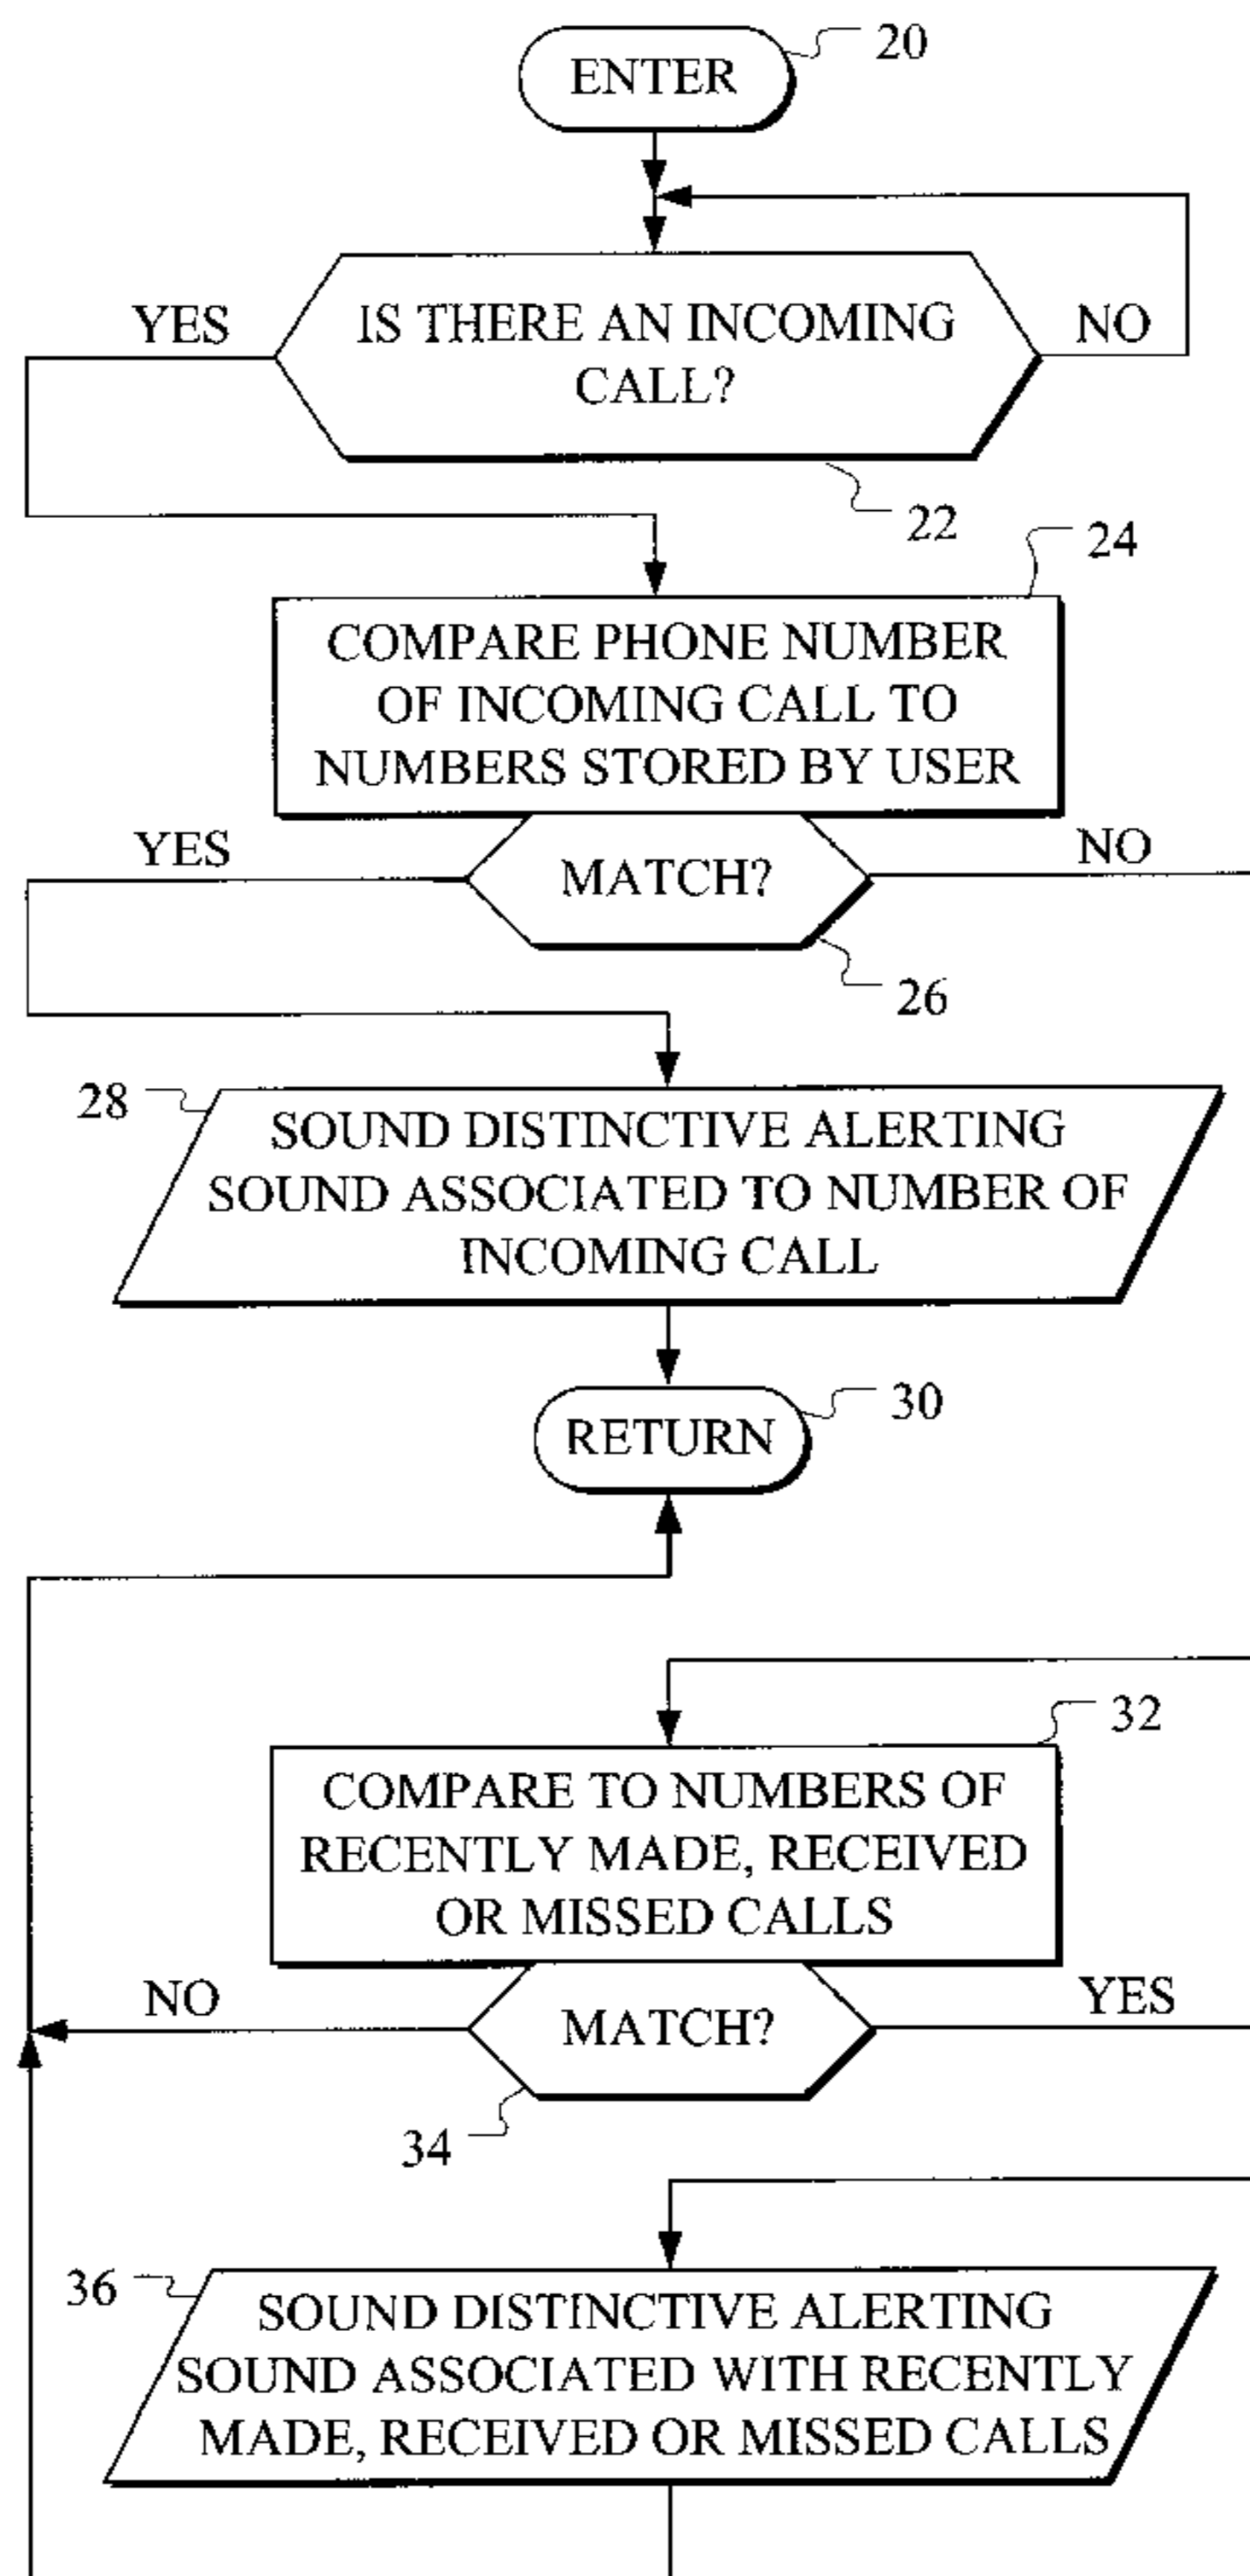 ENTER
20
YES
IS THERE AN INCOMING
CALL?
NO
22
24
COMPARE PHONE NUMBER
OF INCOMING CALL TO
NUMBERS STORED BY USER
YES
MATCH?
NO
26
28
SOUND DISTINCTIVE ALERTING
SOUND ASSOCIATED TO NUMBER OF
INCOMING CALL
RETURN
30
32
COMPARE TO NUMBERS OF
RECENTLY MADE, RECEIVED
OR MISSED CALLS
NO
MATCH?
YES
34
36
SOUND DISTINCTIVE ALERTING
SOUND ASSOCIATED WITH RECENTLY
MADE, RECEIVED OR MISSED CALLS